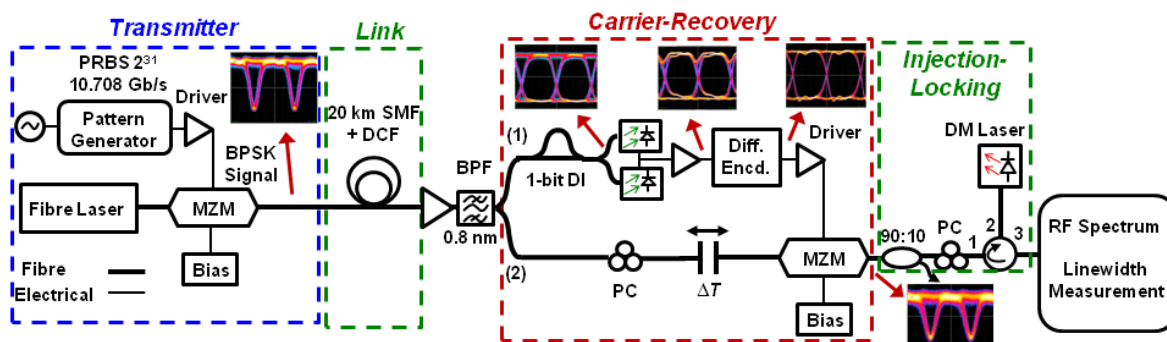 Transmitter
Link
Carrier-Recovery
Injection-
Locking
PRBS 2³¹
10.708 Gb/s
Driver
Pattern
Generator
BPSK
Signal
Fibre Laser
MZM
Bias
Fibre
Electrical
20 km SMF
+ DCF
BPF
0.8 nm
(1)
1-bit DI
Diff.
Encd.
Driver
(2)
PC
ΔT
MZM
Bias
DM Laser
90:10
PC
1
2
3
RF Spectrum
Linewidth
Measurement